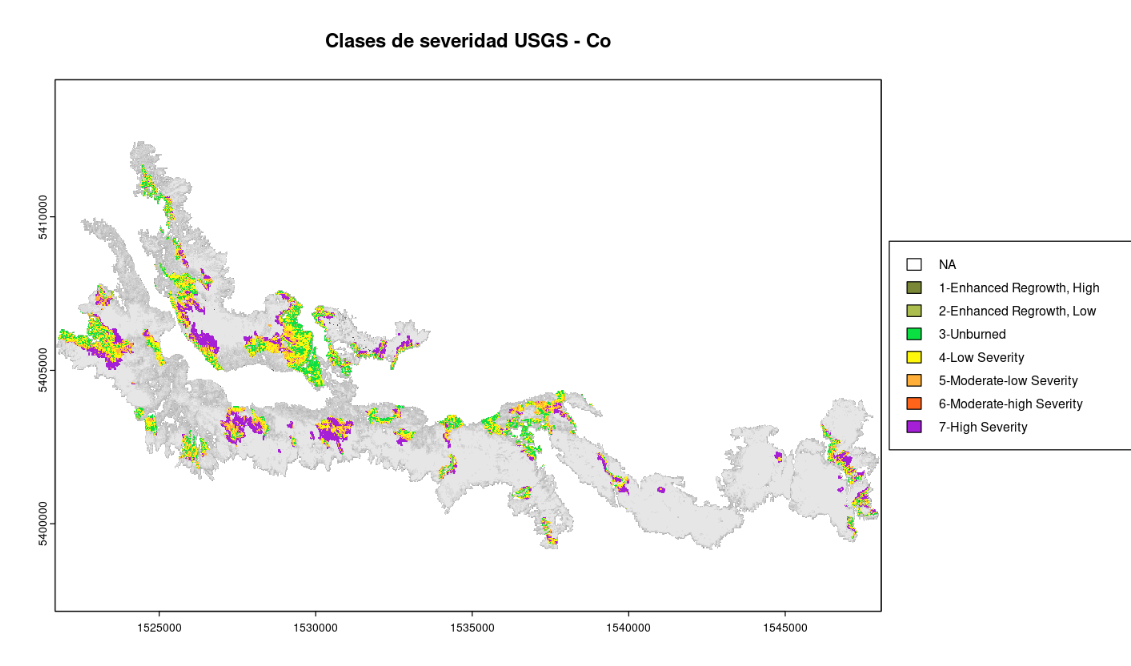 Clases de severidad USGS - Co
5410000
5405000
5400000
1525000
1530000
1535000
1540000
1545000
NA
1-Enhanced Regrowth, High
2-Enhanced Regrowth, Low
3-Unburned
4-Low Severity
5-Moderate-low Severity
6-Moderate-high Severity
7-High Severity